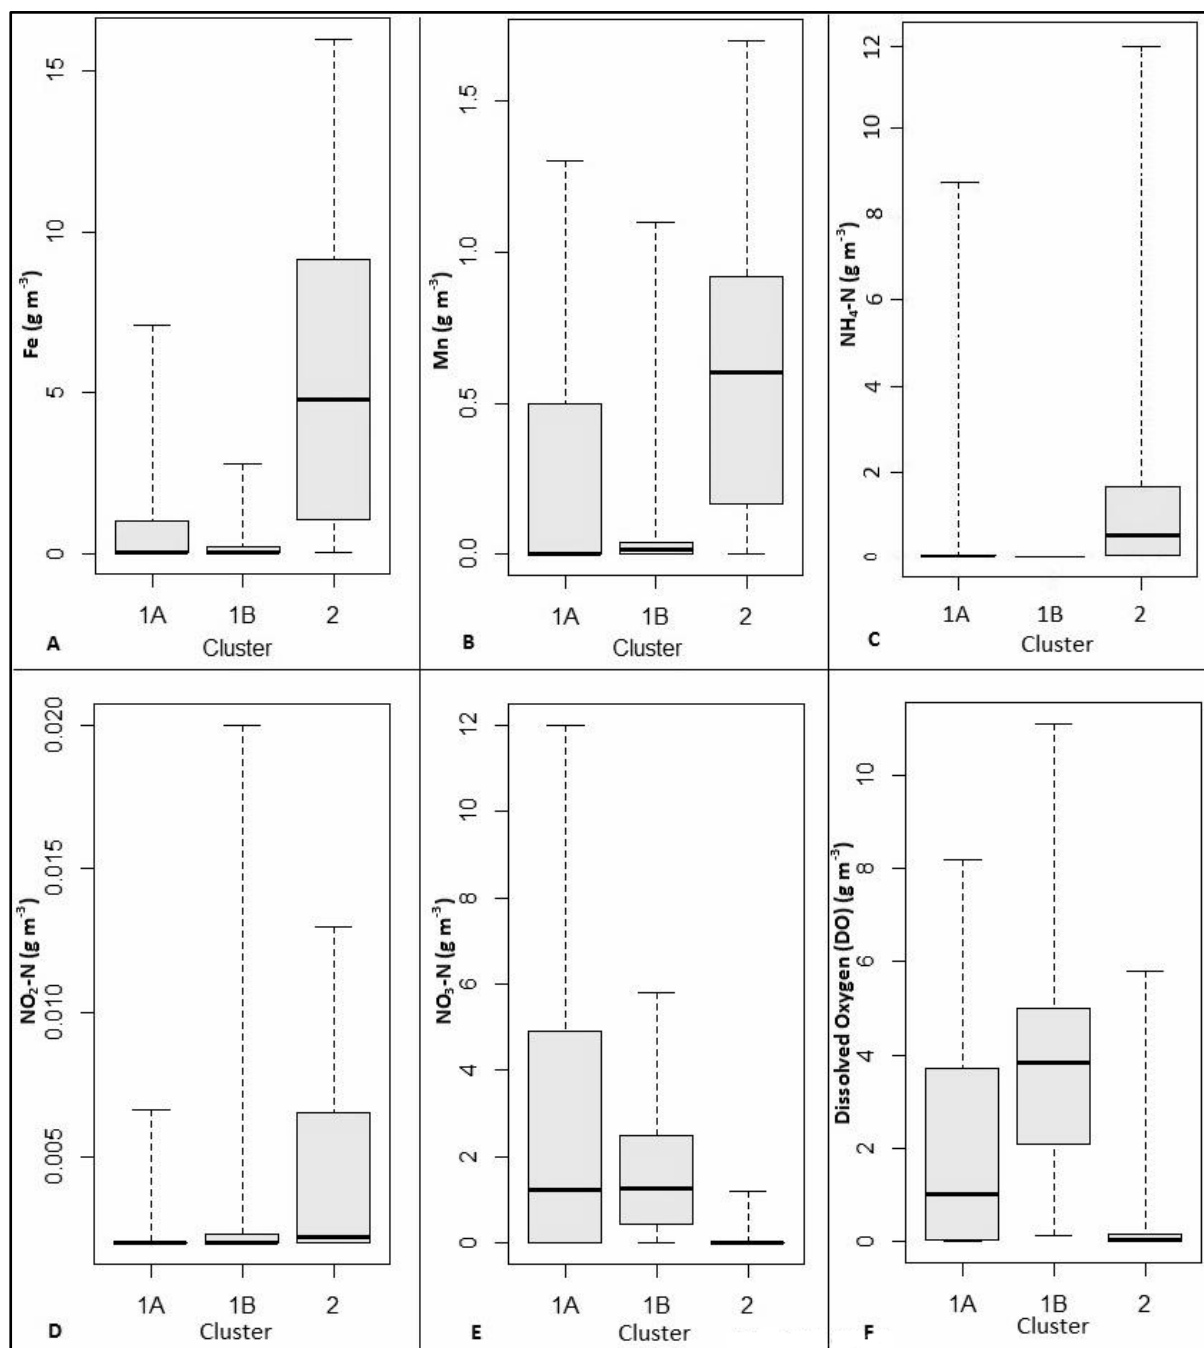 Fe (g m⁻³)
15
10
5
0
1A 1B 2
A Cluster
Mn (g m⁻³)
1.5
1.0
0.5
0.0
1A 1B 2
B Cluster
NH₄-N (g m⁻³)
12
10
8
6
4
2
0
1A 1B 2
C Cluster
NO₂-N (g m⁻³)
0.020
0.015
0.010
0.005
1A 1B 2
D Cluster
NO₃-N (g m⁻³)
12
10
8
6
4
2
0
1A 1B 2
E Cluster
Dissolved Oxygen (DO) (g m⁻³)
10
8
6
4
2
0
1A 1B 2
F Cluster